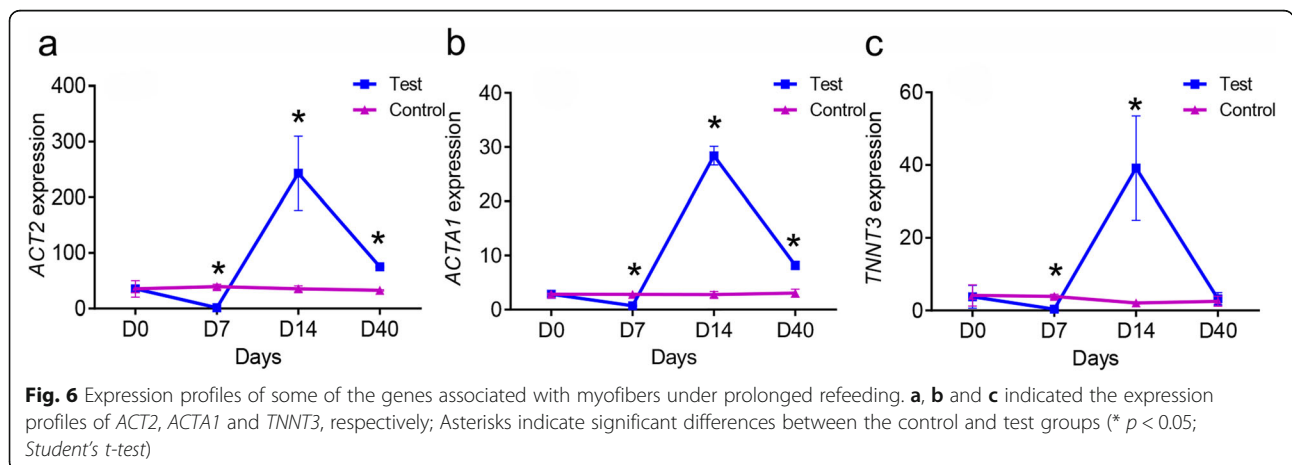 a
400
300
200
100
0
ACT2 expression
Test
Control
*
*
*
D0 D7 D14 D40
Days
b
40
30
20
10
0
ACTA1 expression
Test
Control
*
*
*
D0 D7 D14 D40
Days
c
60
40
20
0
TNNT3 expression
Test
Control
*
*
D0 D7 D14 D40
Days
Fig. 6 Expression profiles of some of the genes associated with myofibers under prolonged refeeding. a, b and c indicated the expression
profiles of ACT2, ACTA1 and TNNT3, respectively; Asterisks indicate significant differences between the control and test groups (* p < 0.05;
Student's t-test)